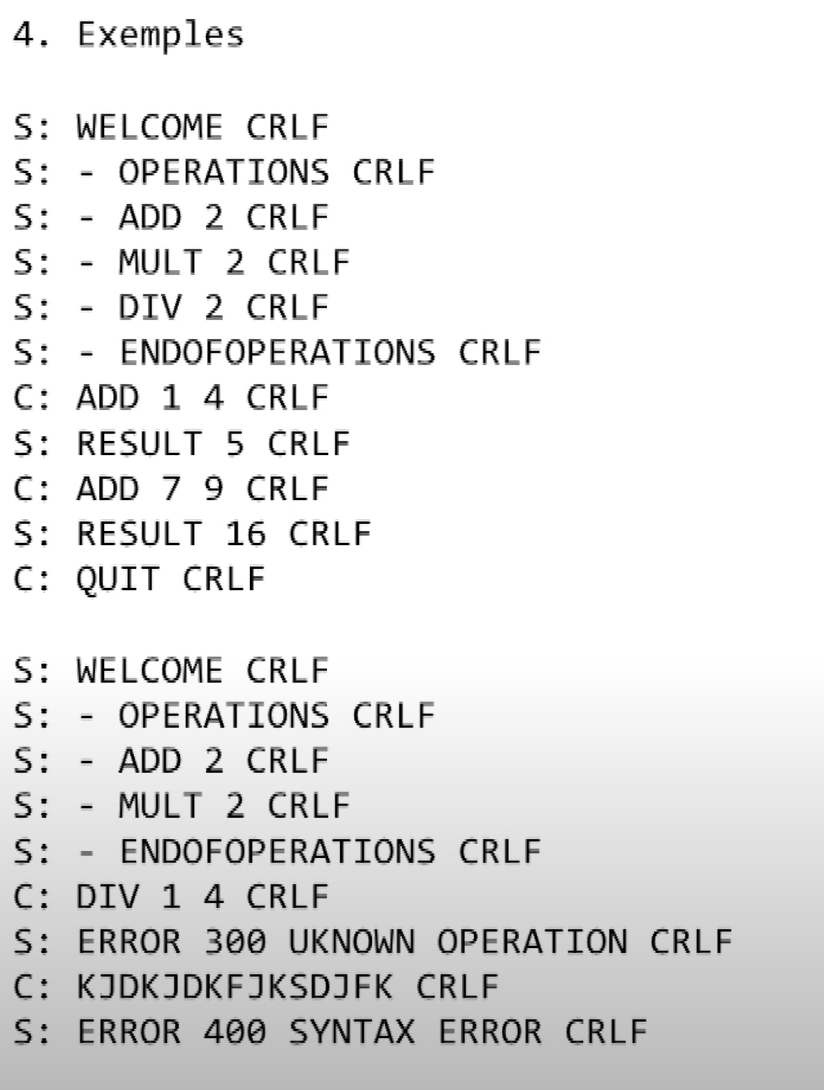 4. Exemples
S: WELCOME CRLF
S: - OPERATIONS CRLF
S: - ADD 2 CRLF
S: - MULT 2 CRLF
S: - DIV 2 CRLF
S: - ENDOFOPERATIONS CRLF
C: ADD 1 4 CRLF
S: RESULT 5 CRLF
C: ADD 7 9 CRLF
S: RESULT 16 CRLF
C: QUIT CRLF
S: WELCOME CRLF
S: - OPERATIONS CRLF
S: - ADD 2 CRLF
S: - MULT 2 CRLF
S: - ENDOFOPERATIONS CRLF
C: DIV 1 4 CRLF
S: ERROR 300 UKNOWN OPERATION CRLF
C: KJDKJDKFJKSDJFK CRLF
S: ERROR 400 SYNTAX ERROR CRLF